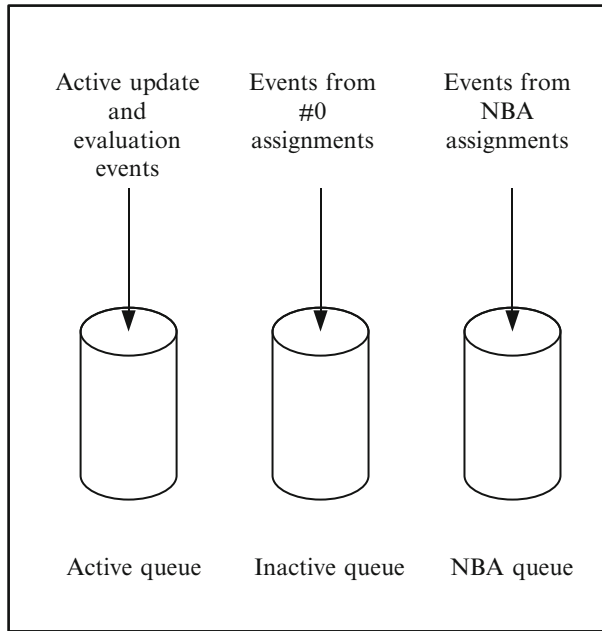 Active update
and
evaluation
events
Events from
#0
assignments
Events from
NBA
assignments
Active queue
Inactive queue
NBA queue